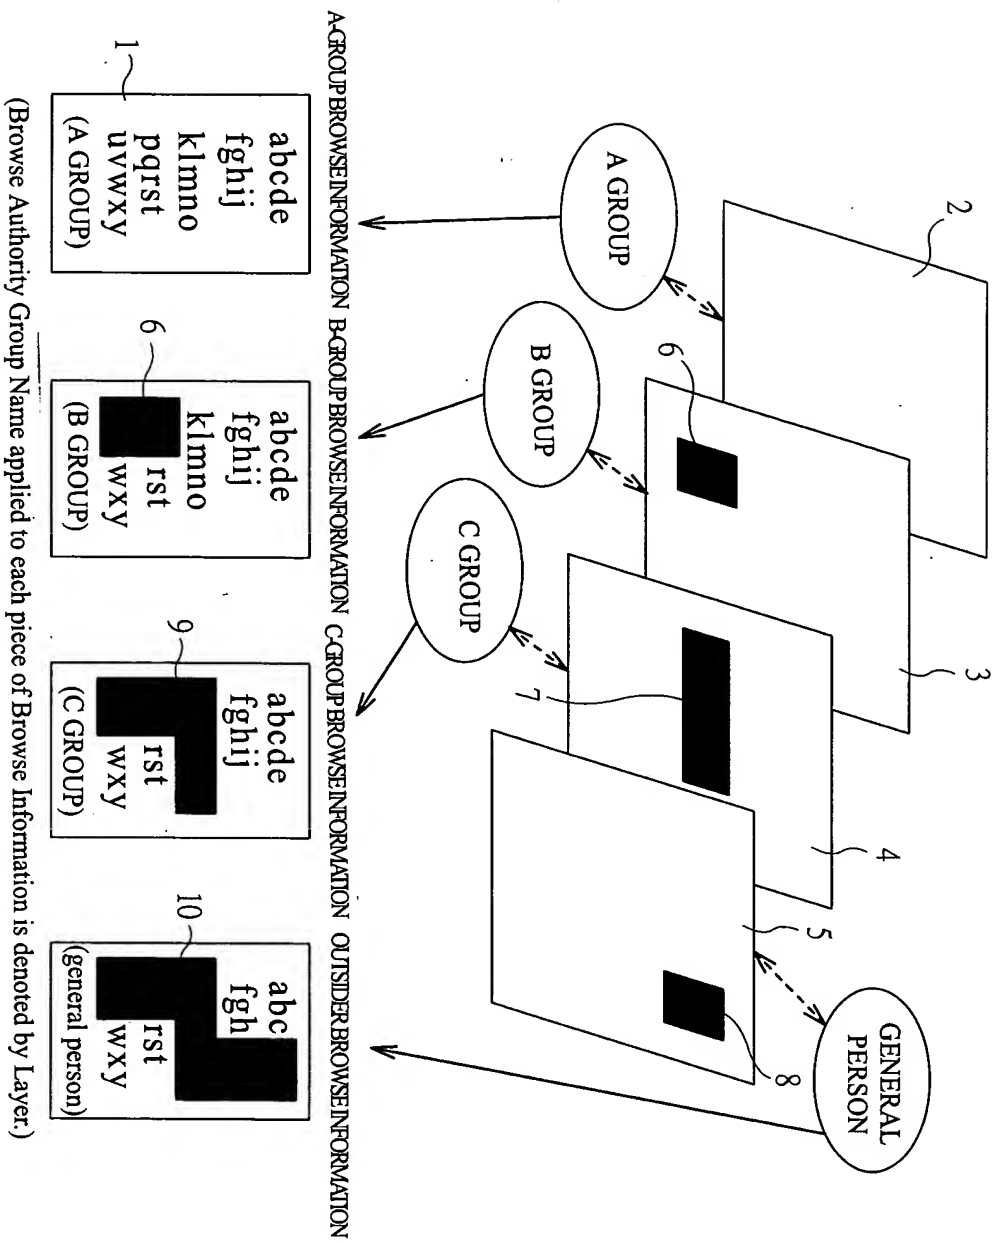 2
3
4
5
6
7
8
A GROUP
B GROUP
C GROUP
GENERAL
PERSON
A-GROUP BROWSE INFORMATION
B-GROUP BROWSE INFORMATION
C-GROUP BROWSE INFORMATION
OUTSIDER BROWSE INFORMATION
1
abcde
fghij
klmno
pqrst
uvwxy
(A GROUP)
6
abcde
fghij
klmno
rst
wxy
(B GROUP)
9
abcde
fghij
rst
wxy
(C GROUP)
10
abc
fgh
rst
wxy
(general person)
(Browse Authority Group Name applied to each piece of Browse Information is denoted by Layer.)